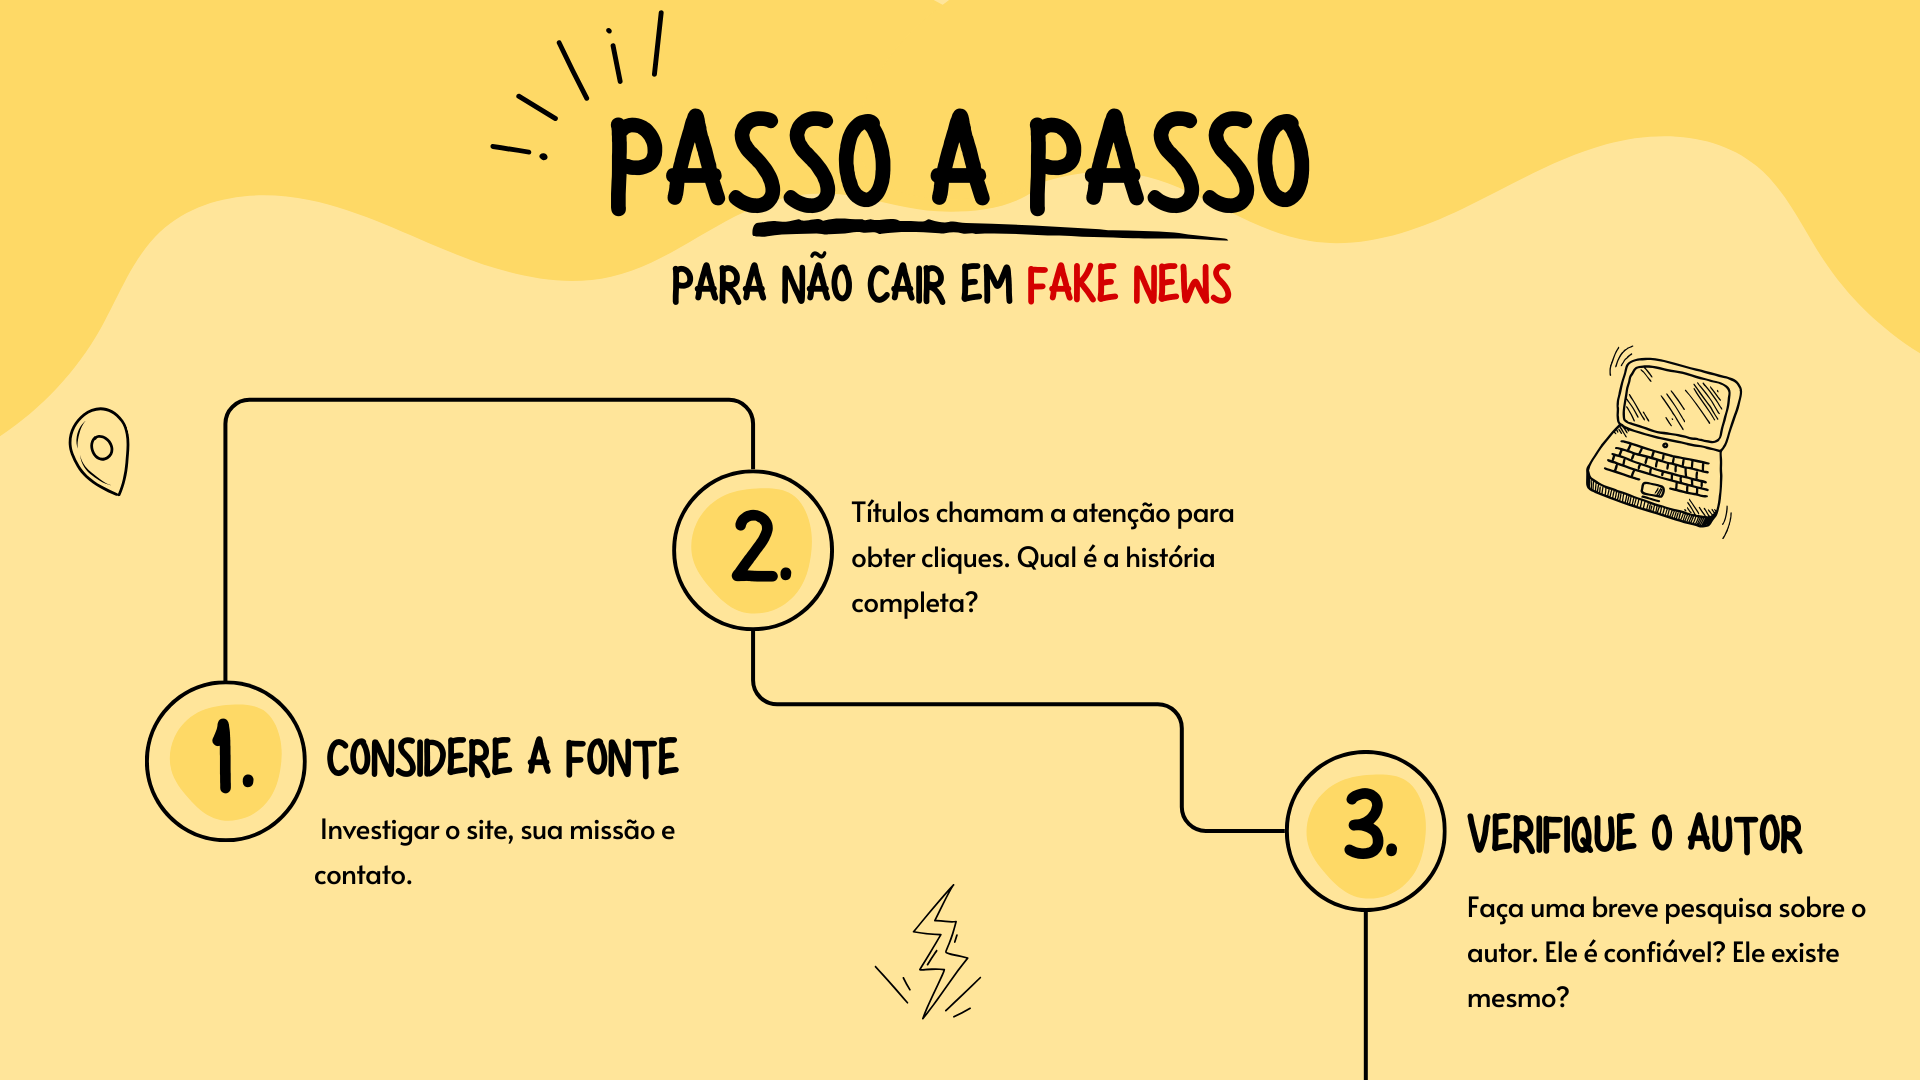 PASSO A PASSO
PARA NÃO CAIR EM FAKE NEWS
1.
CONSIDERE A FONTE
Investigar o site, sua missão e
contato.
2.
Títulos chamam a atenção para
obter cliques. Qual é a história
completa?
3.
VERIFIQUE O AUTOR
Faça uma breve pesquisa sobre o
autor. Ele é confiável? Ele existe
mesmo?